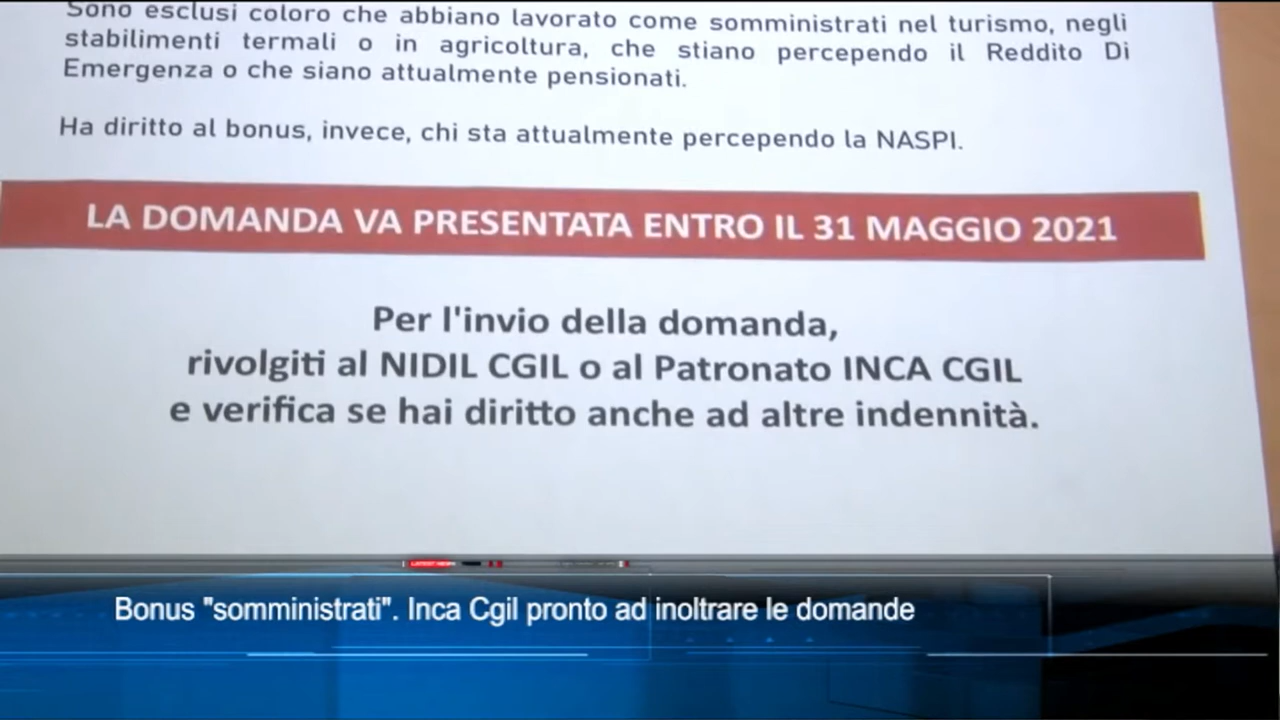 Sono esclusi coloro che abbiano lavorato come somministrati nel turismo, negli
stabilimenti termali o in agricoltura, che stiano percependo il Reddito Di
Emergenza o che siano attualmente pensionati.
Ha diritto al bonus, invece, chi sta attualmente percependo la NASPI.
LA DOMANDA VA PRESENTATA ENTRO IL 31 MAGGIO 2021
Per l'invio della domanda,
rivolgiti al NIDIL CGIL o al Patronato INCA CGIL
e verifica se hai diritto anche ad altre indennità.
LATEST NEWS
Bonus "somministrati". Inca Cgil pronto ad inoltrare le domande